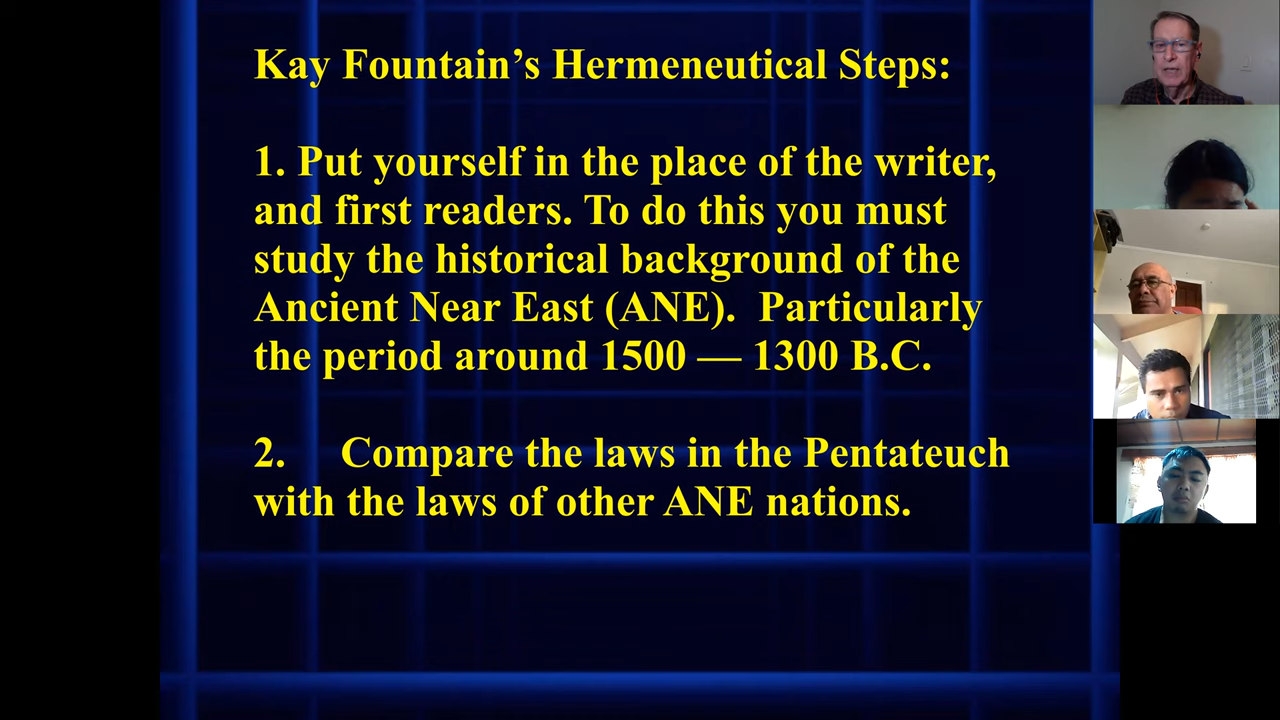 Kay Fountain’s Hermeneutical Steps:
1. Put yourself in the place of the writer,
and first readers. To do this you must
study the historical background of the
Ancient Near East (ANE).  Particularly
the period around 1500 — 1300 B.C.
2. Compare the laws in the Pentateuch
with the laws of other ANE nations.